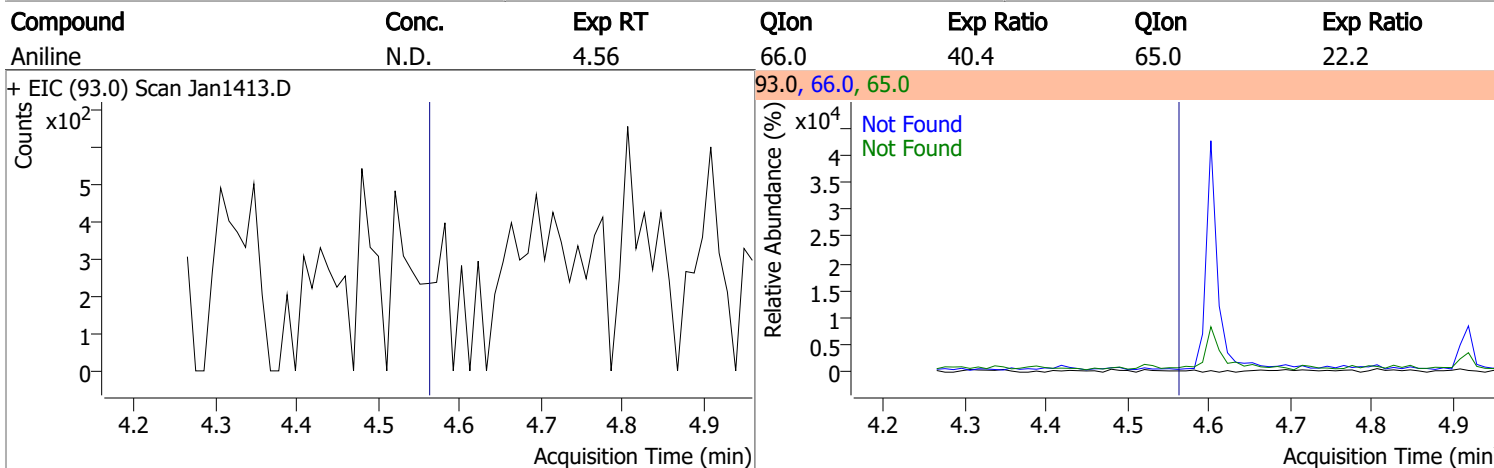 Compound Conc. Exp RT QIon Exp Ratio QIon Exp Ratio
Aniline N.D. 4.56 66.0 40.4 65.0 22.2
+ EIC (93.0) Scan Jan1413.D
Counts
x10²
5
4
3
2
1
0
4.2 4.3 4.4 4.5 4.6 4.7 4.8 4.9
Acquisition Time (min)
93.0, 66.0, 65.0
Relative Abundance (%)
x10⁴
Not Found
Not Found
4
3.5
3
2.5
2
1.5
1
0.5
0
4.2 4.3 4.4 4.5 4.6 4.7 4.8 4.9
Acquisition Time (min